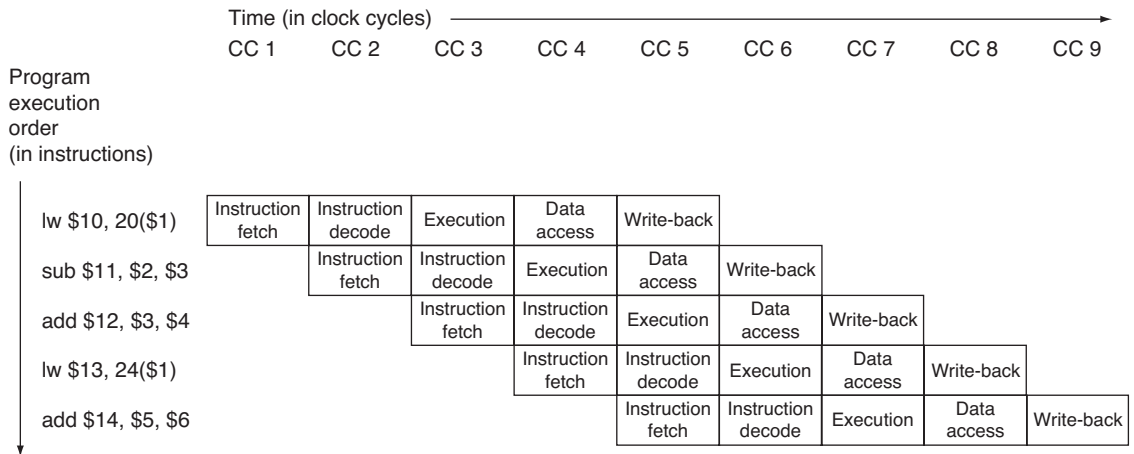 Time (in clock cycles)
CC 1 CC 2 CC 3 CC 4 CC 5 CC 6 CC 7 CC 8 CC 9
Program
execution
order
(in instructions)
lw $10, 20($1)
Instruction
fetch
Instruction
decode
Execution
Data
access
Write-back
sub $11, $2, $3
Instruction
fetch
Instruction
decode
Execution
Data
access
Write-back
add $12, $3, $4
Instruction
fetch
Instruction
decode
Execution
Data
access
Write-back
lw $13, 24($1)
Instruction
fetch
Instruction
decode
Execution
Data
access
Write-back
add $14, $5, $6
Instruction
fetch
Instruction
decode
Execution
Data
access
Write-back